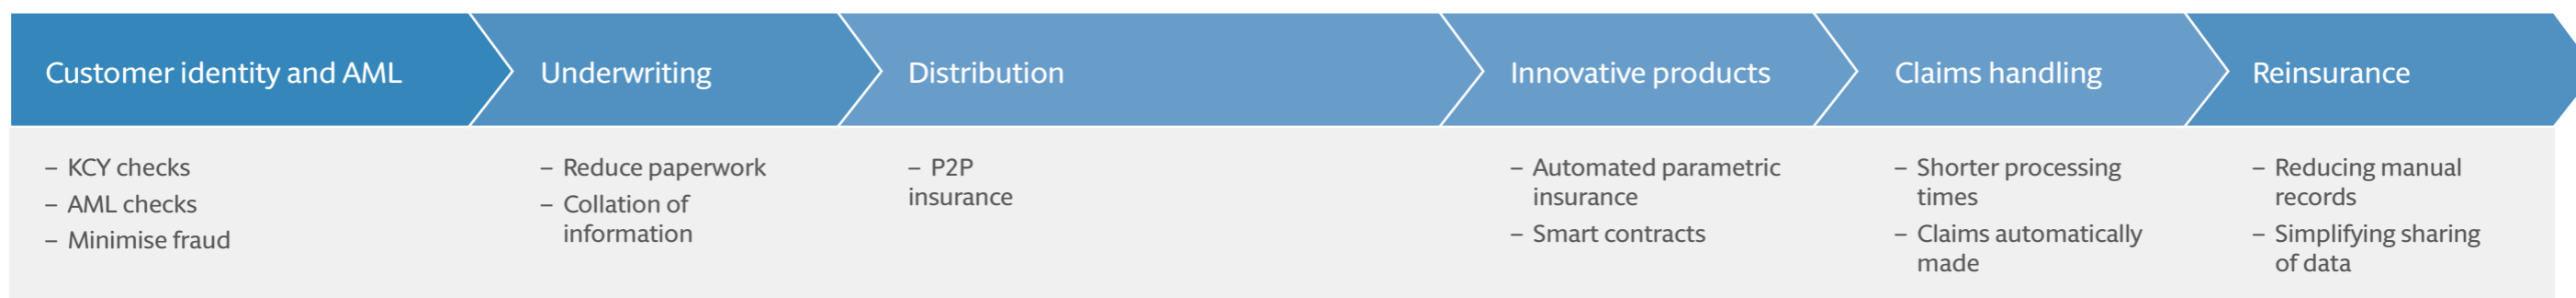 Customer identity and AML
Underwriting
Distribution
Innovative products
Claims handling
Reinsurance
– KCY checks
– AML checks
– Minimise fraud
– Reduce paperwork
– Collation of
information
– P2P
insurance
– Automated parametric
insurance
– Smart contracts
– Shorter processing
times
– Claims automatically
made
– Reducing manual
records
– Simplifying sharing
of data